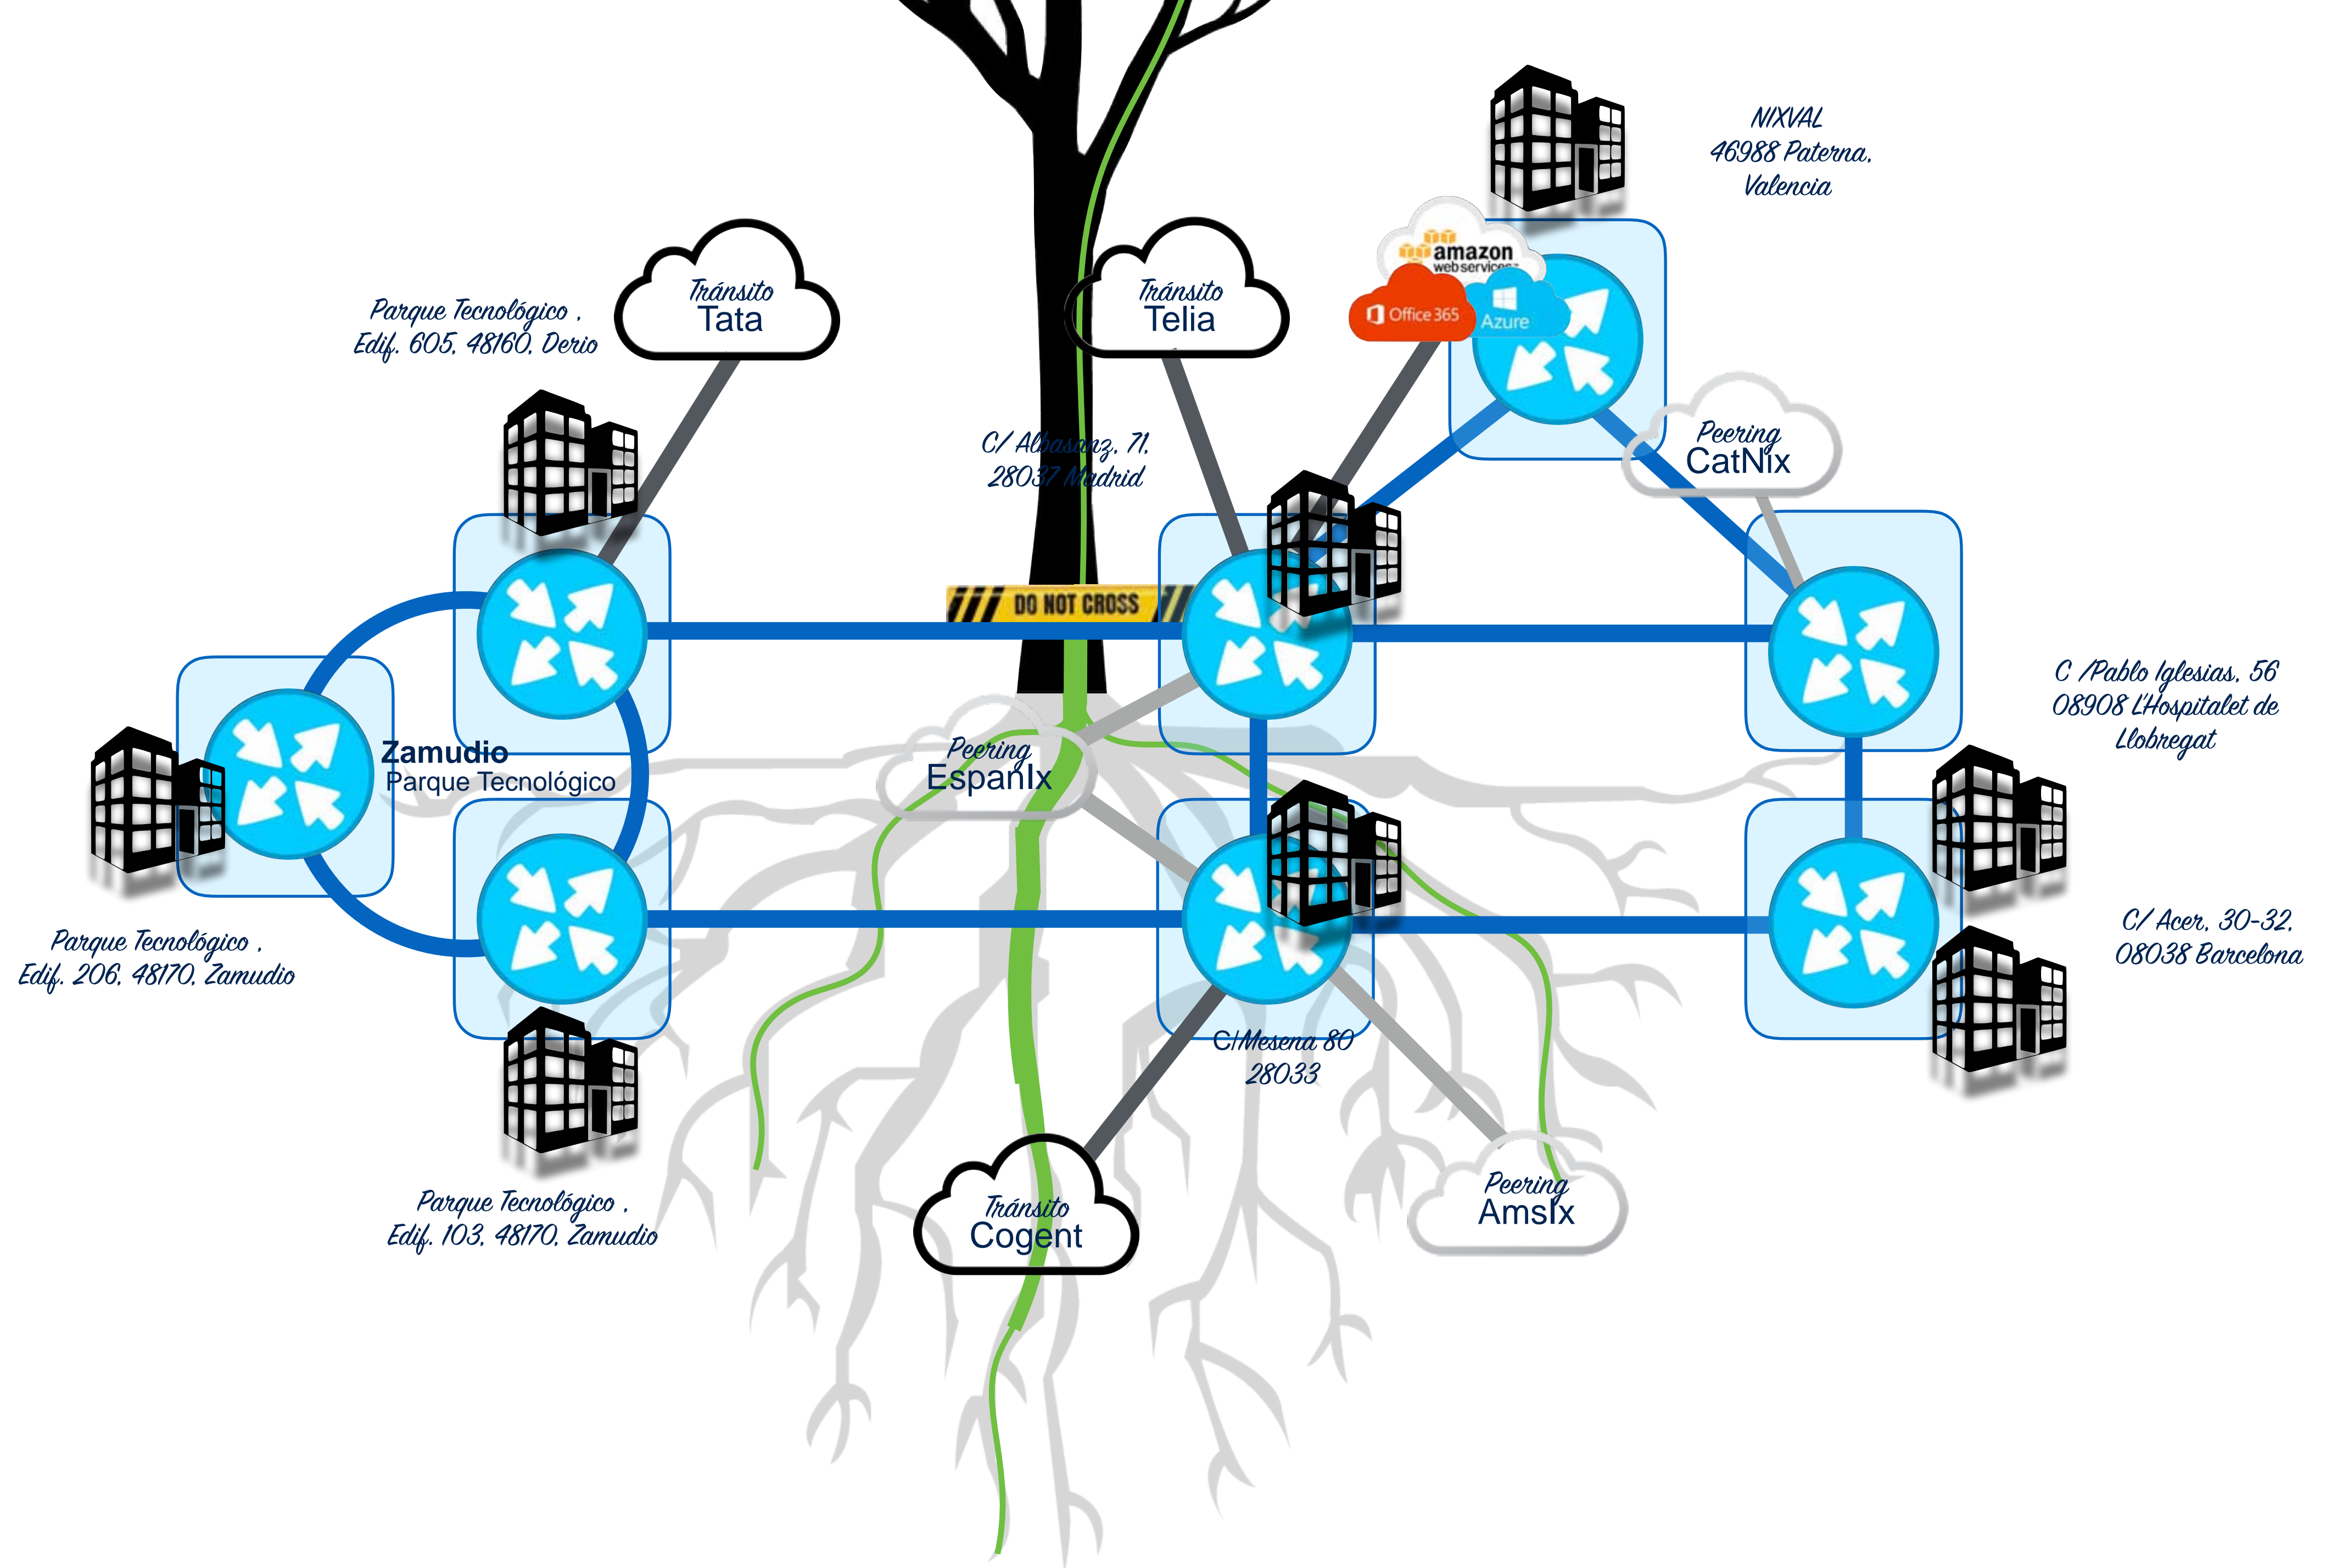 NIXVAL
46988 Paterna,
Valencia
amazon
webservices
Office 365
Azure
Tránsito
Tata
Tránsito
Telia
Parque Tecnológico ,
Edif. 605, 48160, Derio
C/ Albasanz, 71,
28037 Madrid
Peering
CatNix
DO NOT CROSS
C /Pablo Iglesias, 56
08908 L'Hospitalet de
Llobregat
Zamudio
Parque Tecnológico
Peering
EspanIx
Parque Tecnológico ,
Edif. 206, 48170, Zamudio
C/ Acer, 30-32,
08038 Barcelona
C/Mesena 80
28033
Parque Tecnológico ,
Edif. 103, 48170, Zamudio
Tránsito
Cogent
Peering
AmsIx